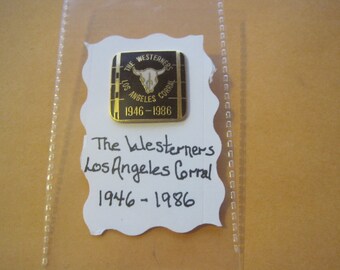 THE WESTERNERS
LOS ANGELES CORRAL
1946-1986
The Westerners
Los Angeles Corral
1946 - 1986